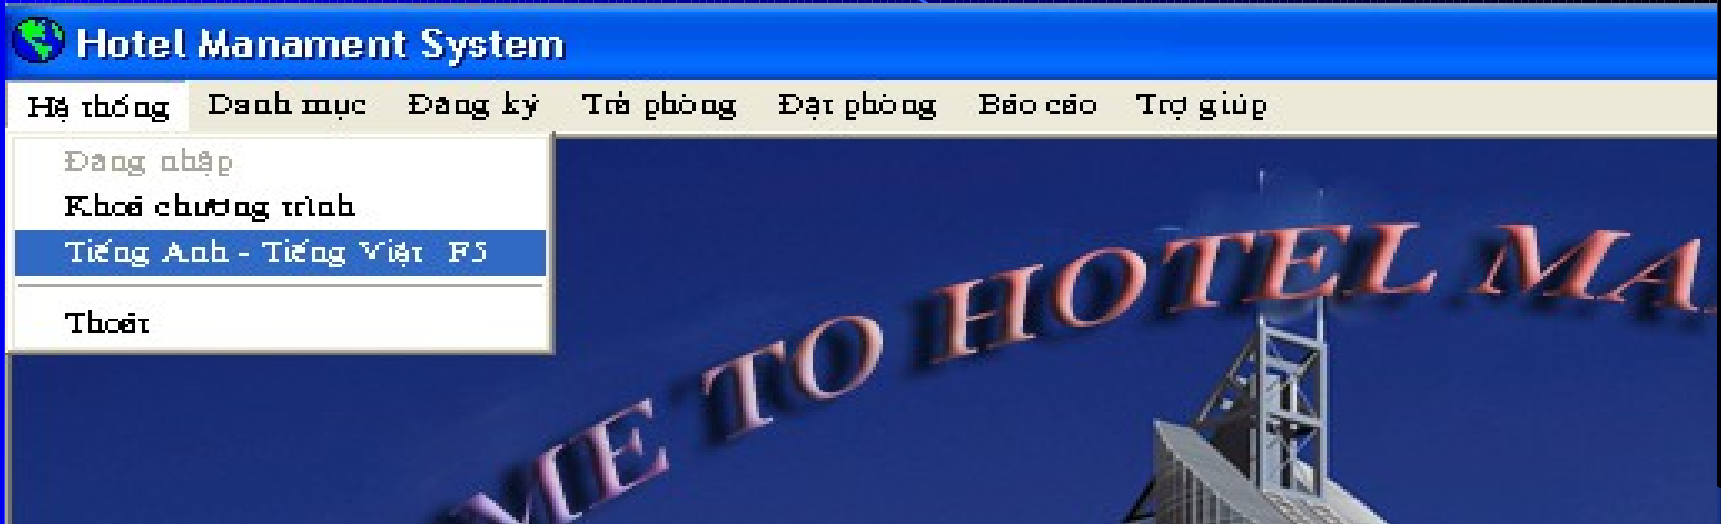 Hotel Manament System
Hệ thống Danh mục Đăng ký Trả phòng Đặt phòng Báo cáo Trợ giúp
Đăng nhập
Khoá chương trình
Tiếng Anh - Tiếng Việt F5
Thoát
ME TO HOTEL MA